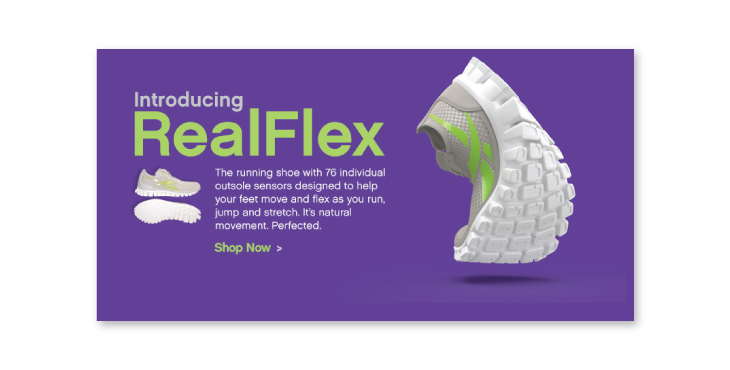 Introducing
RealFlex
The running shoe with 76 individual
outsole sensors designed to help
your feet move and flex as you run,
jump and stretch. It's natural
movement. Perfected.
Shop Now >